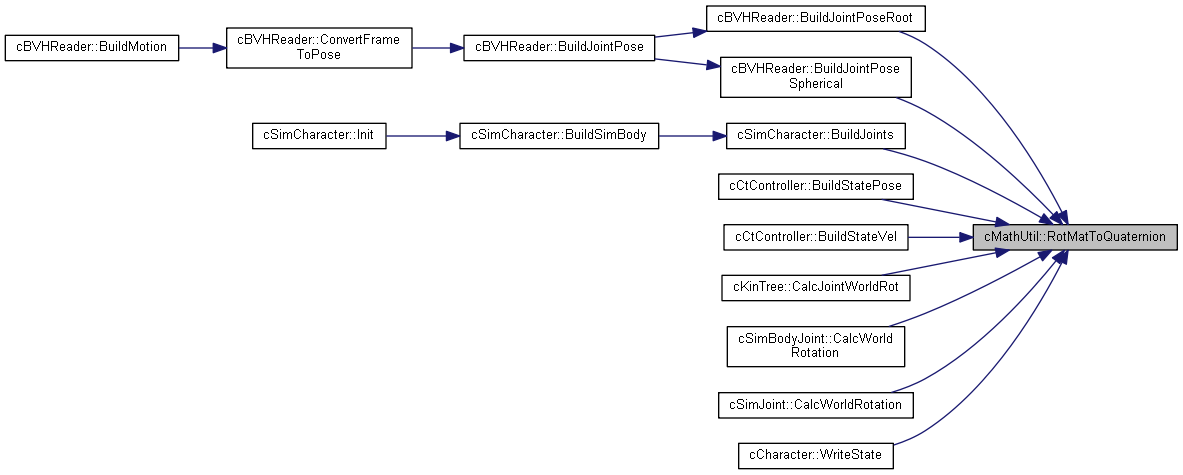 cBVHReader::BuildJointPoseRoot
cBVHReader::BuildMotion
cBVHReader::ConvertFrame
ToPose
cBVHReader::BuildJointPose
cBVHReader::BuildJointPose
Spherical
cSimCharacter::Init
cSimCharacter::BuildSimBody
cSimCharacter::BuildJoints
cCtController::BuildStatePose
cCtController::BuildStateVel
cMathUtil::RotMatToQuaternion
cKinTree::CalcJointWorldRot
cSimBodyJoint::CalcWorld
Rotation
cSimJoint::CalcWorldRotation
cCharacter::WriteState